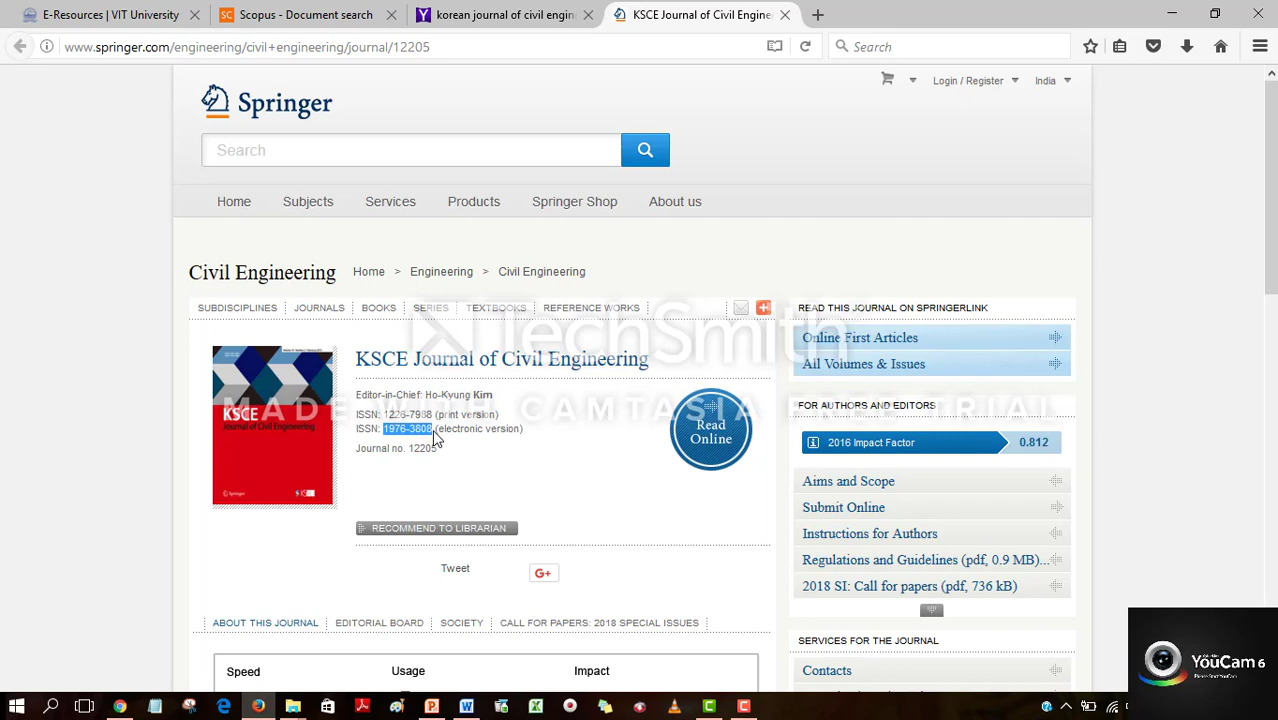 E-Resources | VIT University
Scopus - Document search
korean journal of civil engin
KSCE Journal of Civil Engine
www.springer.com/engineering/civil+engineering/journal/12205
Search
Login / Register
India
Springer
Search
Home
Subjects
Services
Products
Springer Shop
About us
Civil Engineering
Home > Engineering > Civil Engineering
SUBDISCIPLINES
JOURNALS
BOOKS
SERIES
TEXTBOOKS
REFERENCE WORKS
KSCE Journal of Civil Engineering
Editor-in-Chief: Ho-Kyung Kim
ISSN: 1226-7988 (print version)
ISSN: 1976-3808 (electronic version)
Journal no. 12205
KSCE
Journal of Civil Engineering
Springer
Read
Online
RECOMMEND TO LIBRARIAN
Tweet
G+
ABOUT THIS JOURNAL
EDITORIAL BOARD
SOCIETY
CALL FOR PAPERS: 2018 SPECIAL ISSUES
Speed
Usage
Impact
READ THIS JOURNAL ON SPRINGERLINK
Online First Articles
All Volumes & Issues
FOR AUTHORS AND EDITORS
2016 Impact Factor
0.812
Aims and Scope
Submit Online
Instructions for Authors
Regulations and Guidelines (pdf, 0.9 MB)...
2018 SI: Call for papers (pdf, 736 kB)
SERVICES FOR THE JOURNAL
Contacts
TechSmith
MADE WITH CAMTASIA FREE TRIAL
YouCam 6